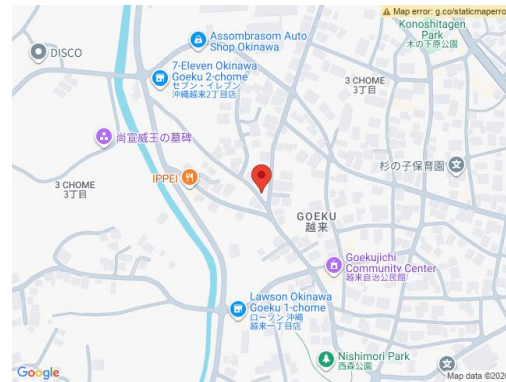 Map error: g.co/staticmaperro
Konoshitagen
Park
木の下原公園
Assombrasom Auto
Shop Okinawa
DISCO
7-Eleven Okinawa
Goeku 2-chome
セブン - イレブン
沖縄越来2丁目店
3 CHOME
3丁目
尚宣威王の墓碑
杉の子保育園
IPPEI
3 CHOME
3丁目
GOEKU
越来
Goekujichi
Community Center
越来自治公民館
Lawson Okinawa
Goeku 1-chome
ローソン 沖縄
越来一丁目店
Nishimori Park
西森公園
Google
Map data ©2026